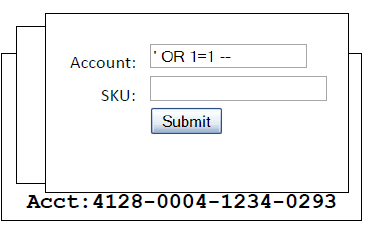 Account: ' OR 1=1 --
SKU:
Submit
Acct:4128-0004-1234-0293